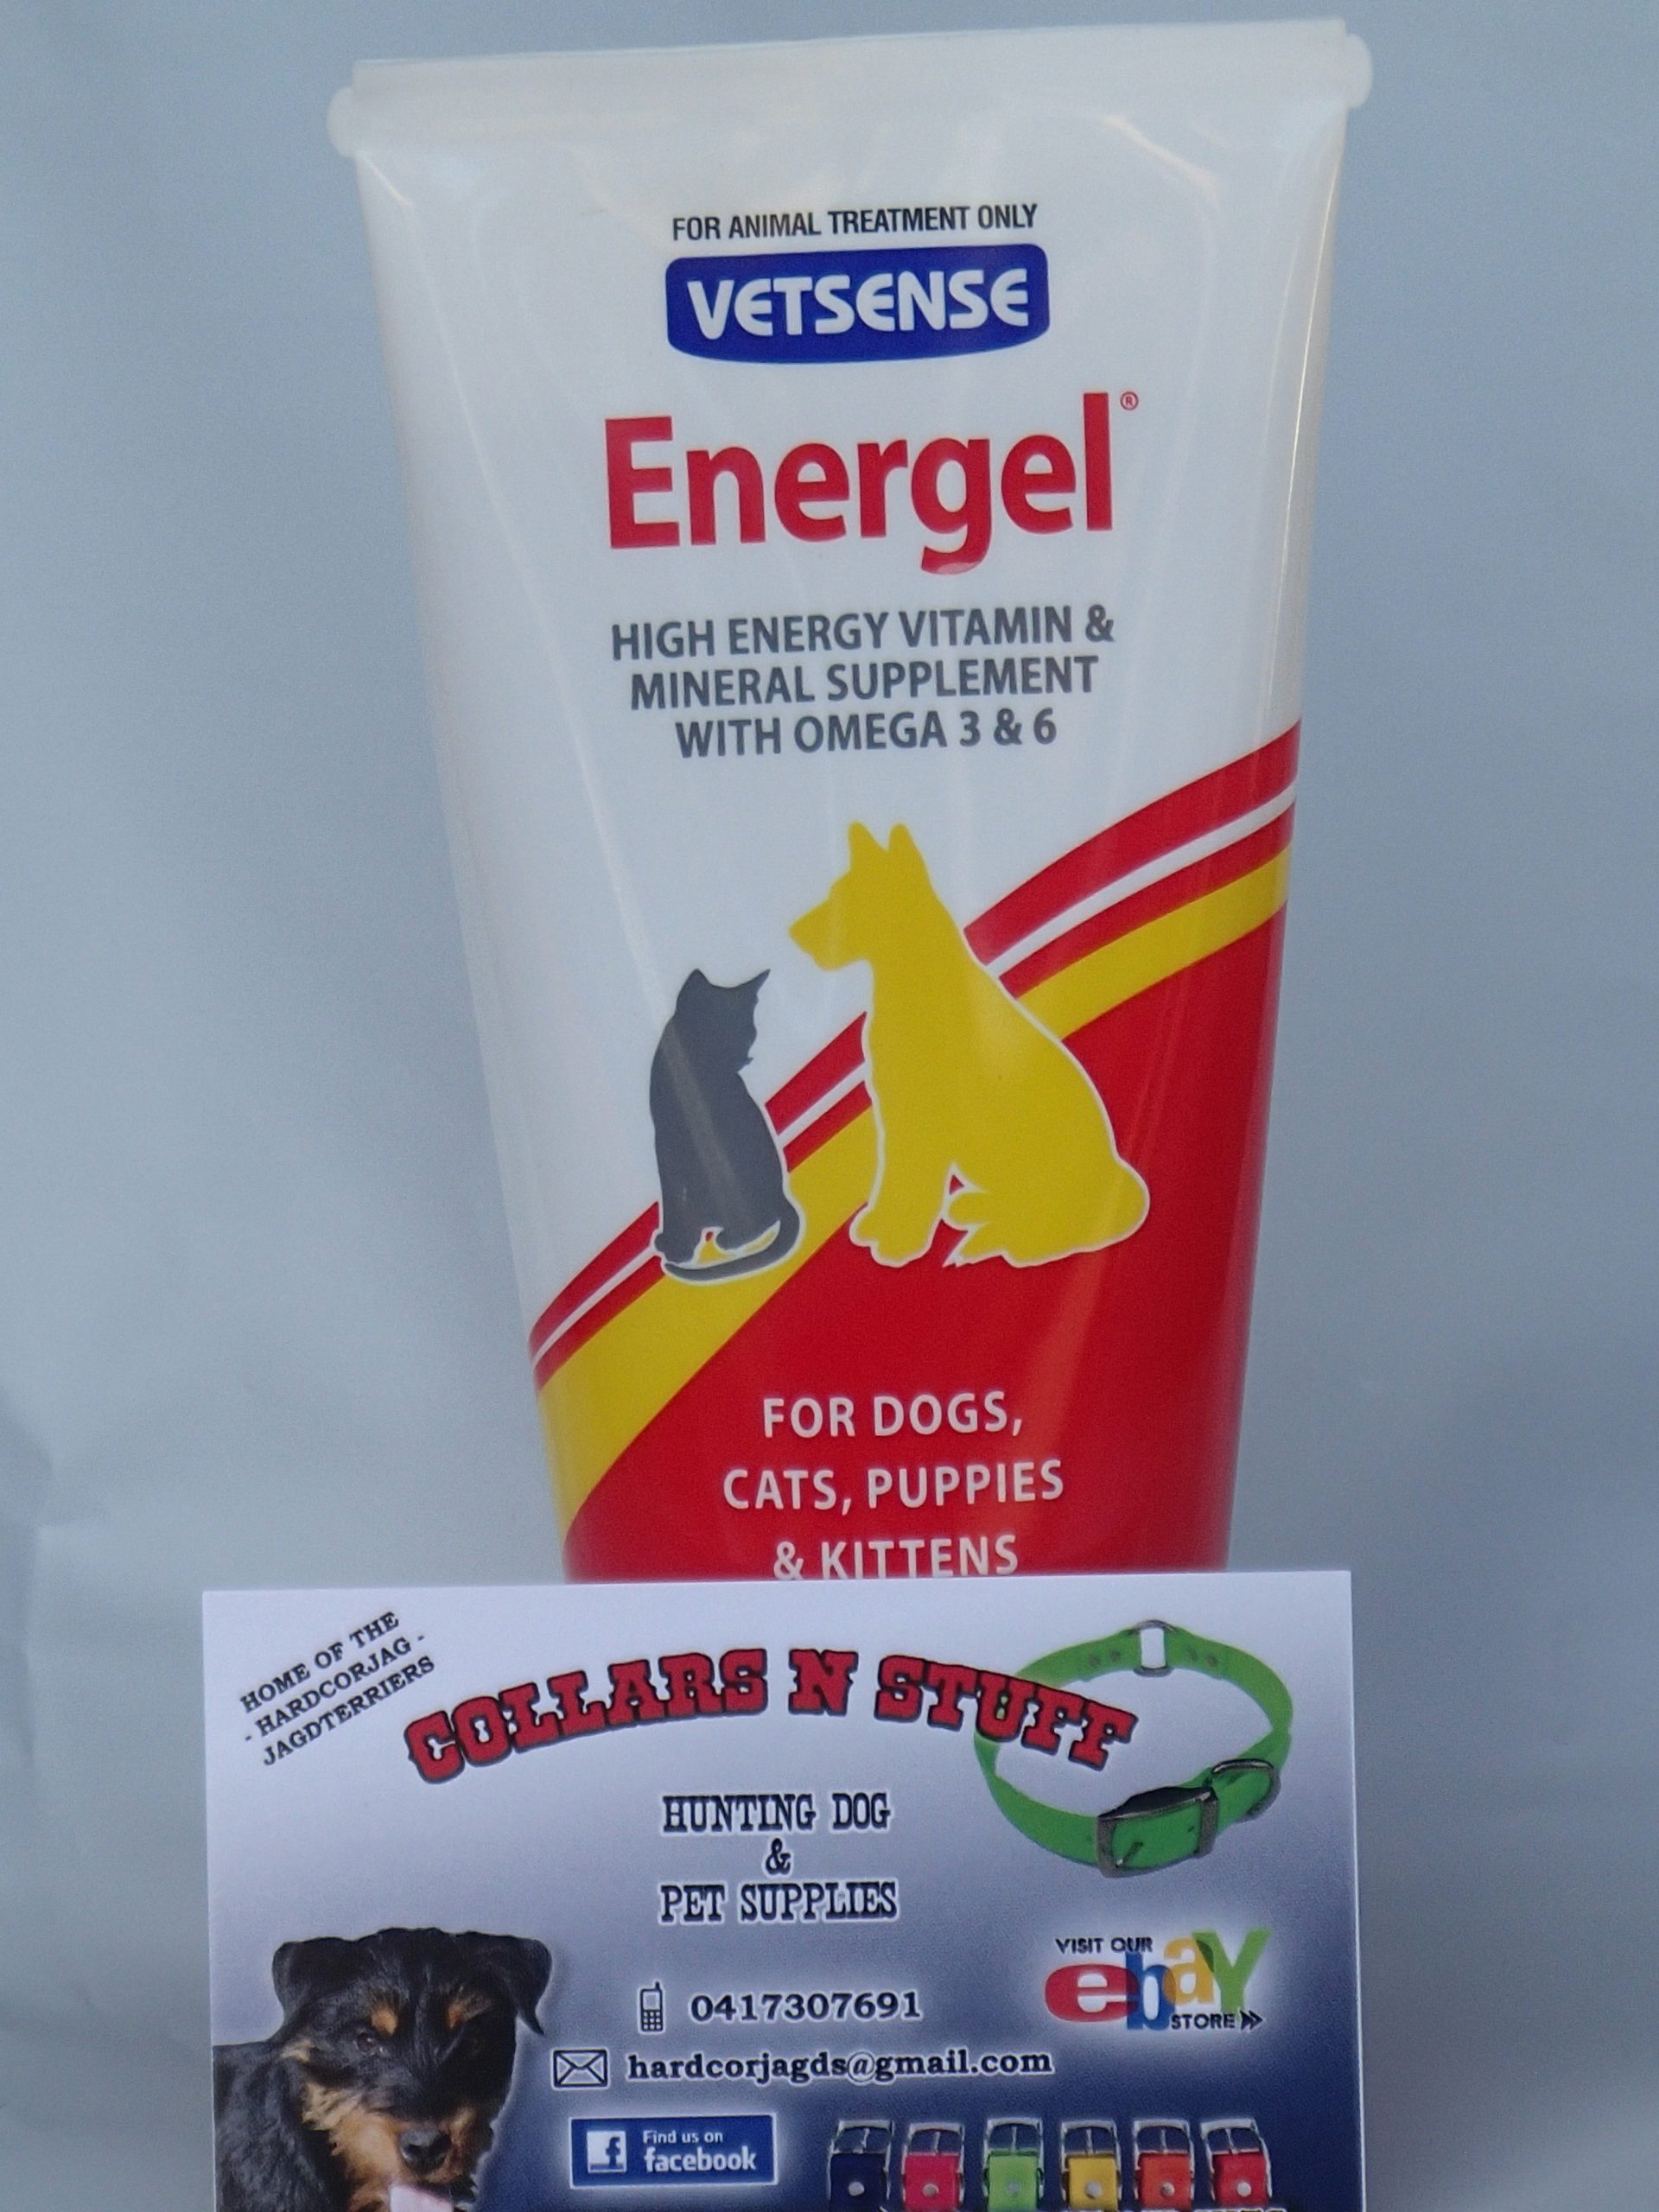 FOR ANIMAL TREATMENT ONLY
VETSENSE
Energel®
HIGH ENERGY VITAMIN &
MINERAL SUPPLEMENT
WITH OMEGA 3 & 6
FOR DOGS,
CATS, PUPPIES
& KITTENS
HOME OF THE
- HARDCORJAG -
JAGDTERRIERS
COLLARS N STUFF
HUNTING DOG
&
PET SUPPLIES
VISIT OUR
ebay
STORE
0417307691
hardcorjagds@gmail.com
f
Find us on
facebook